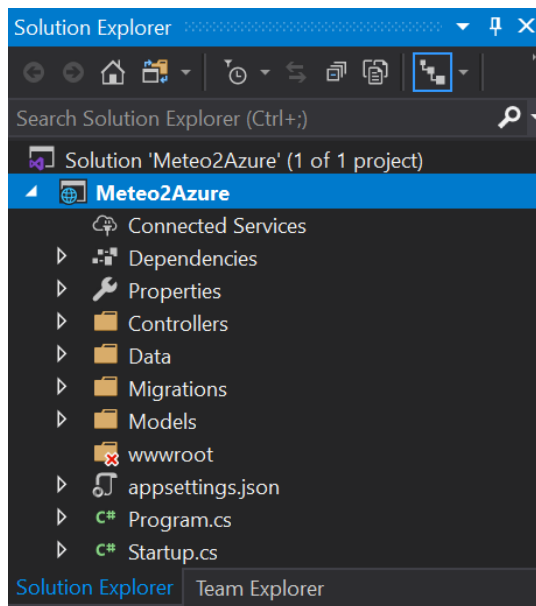 Solution Explorer
Search Solution Explorer (Ctrl+;)
Solution 'Meteo2Azure' (1 of 1 project)
Meteo2Azure
Connected Services
Dependencies
Properties
Controllers
Data
Migrations
Models
wwwroot
appsettings.json
C# Program.cs
C# Startup.cs
Solution Explorer Team Explorer